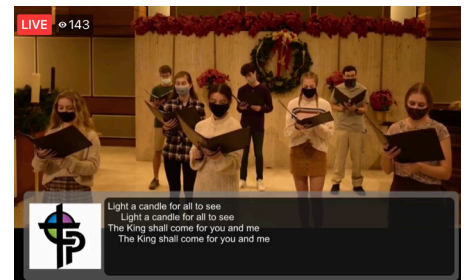 LIVE 143
Light a candle for all to see
Light a candle for all to see
The King shall come for you and me
The King shall come for you and me